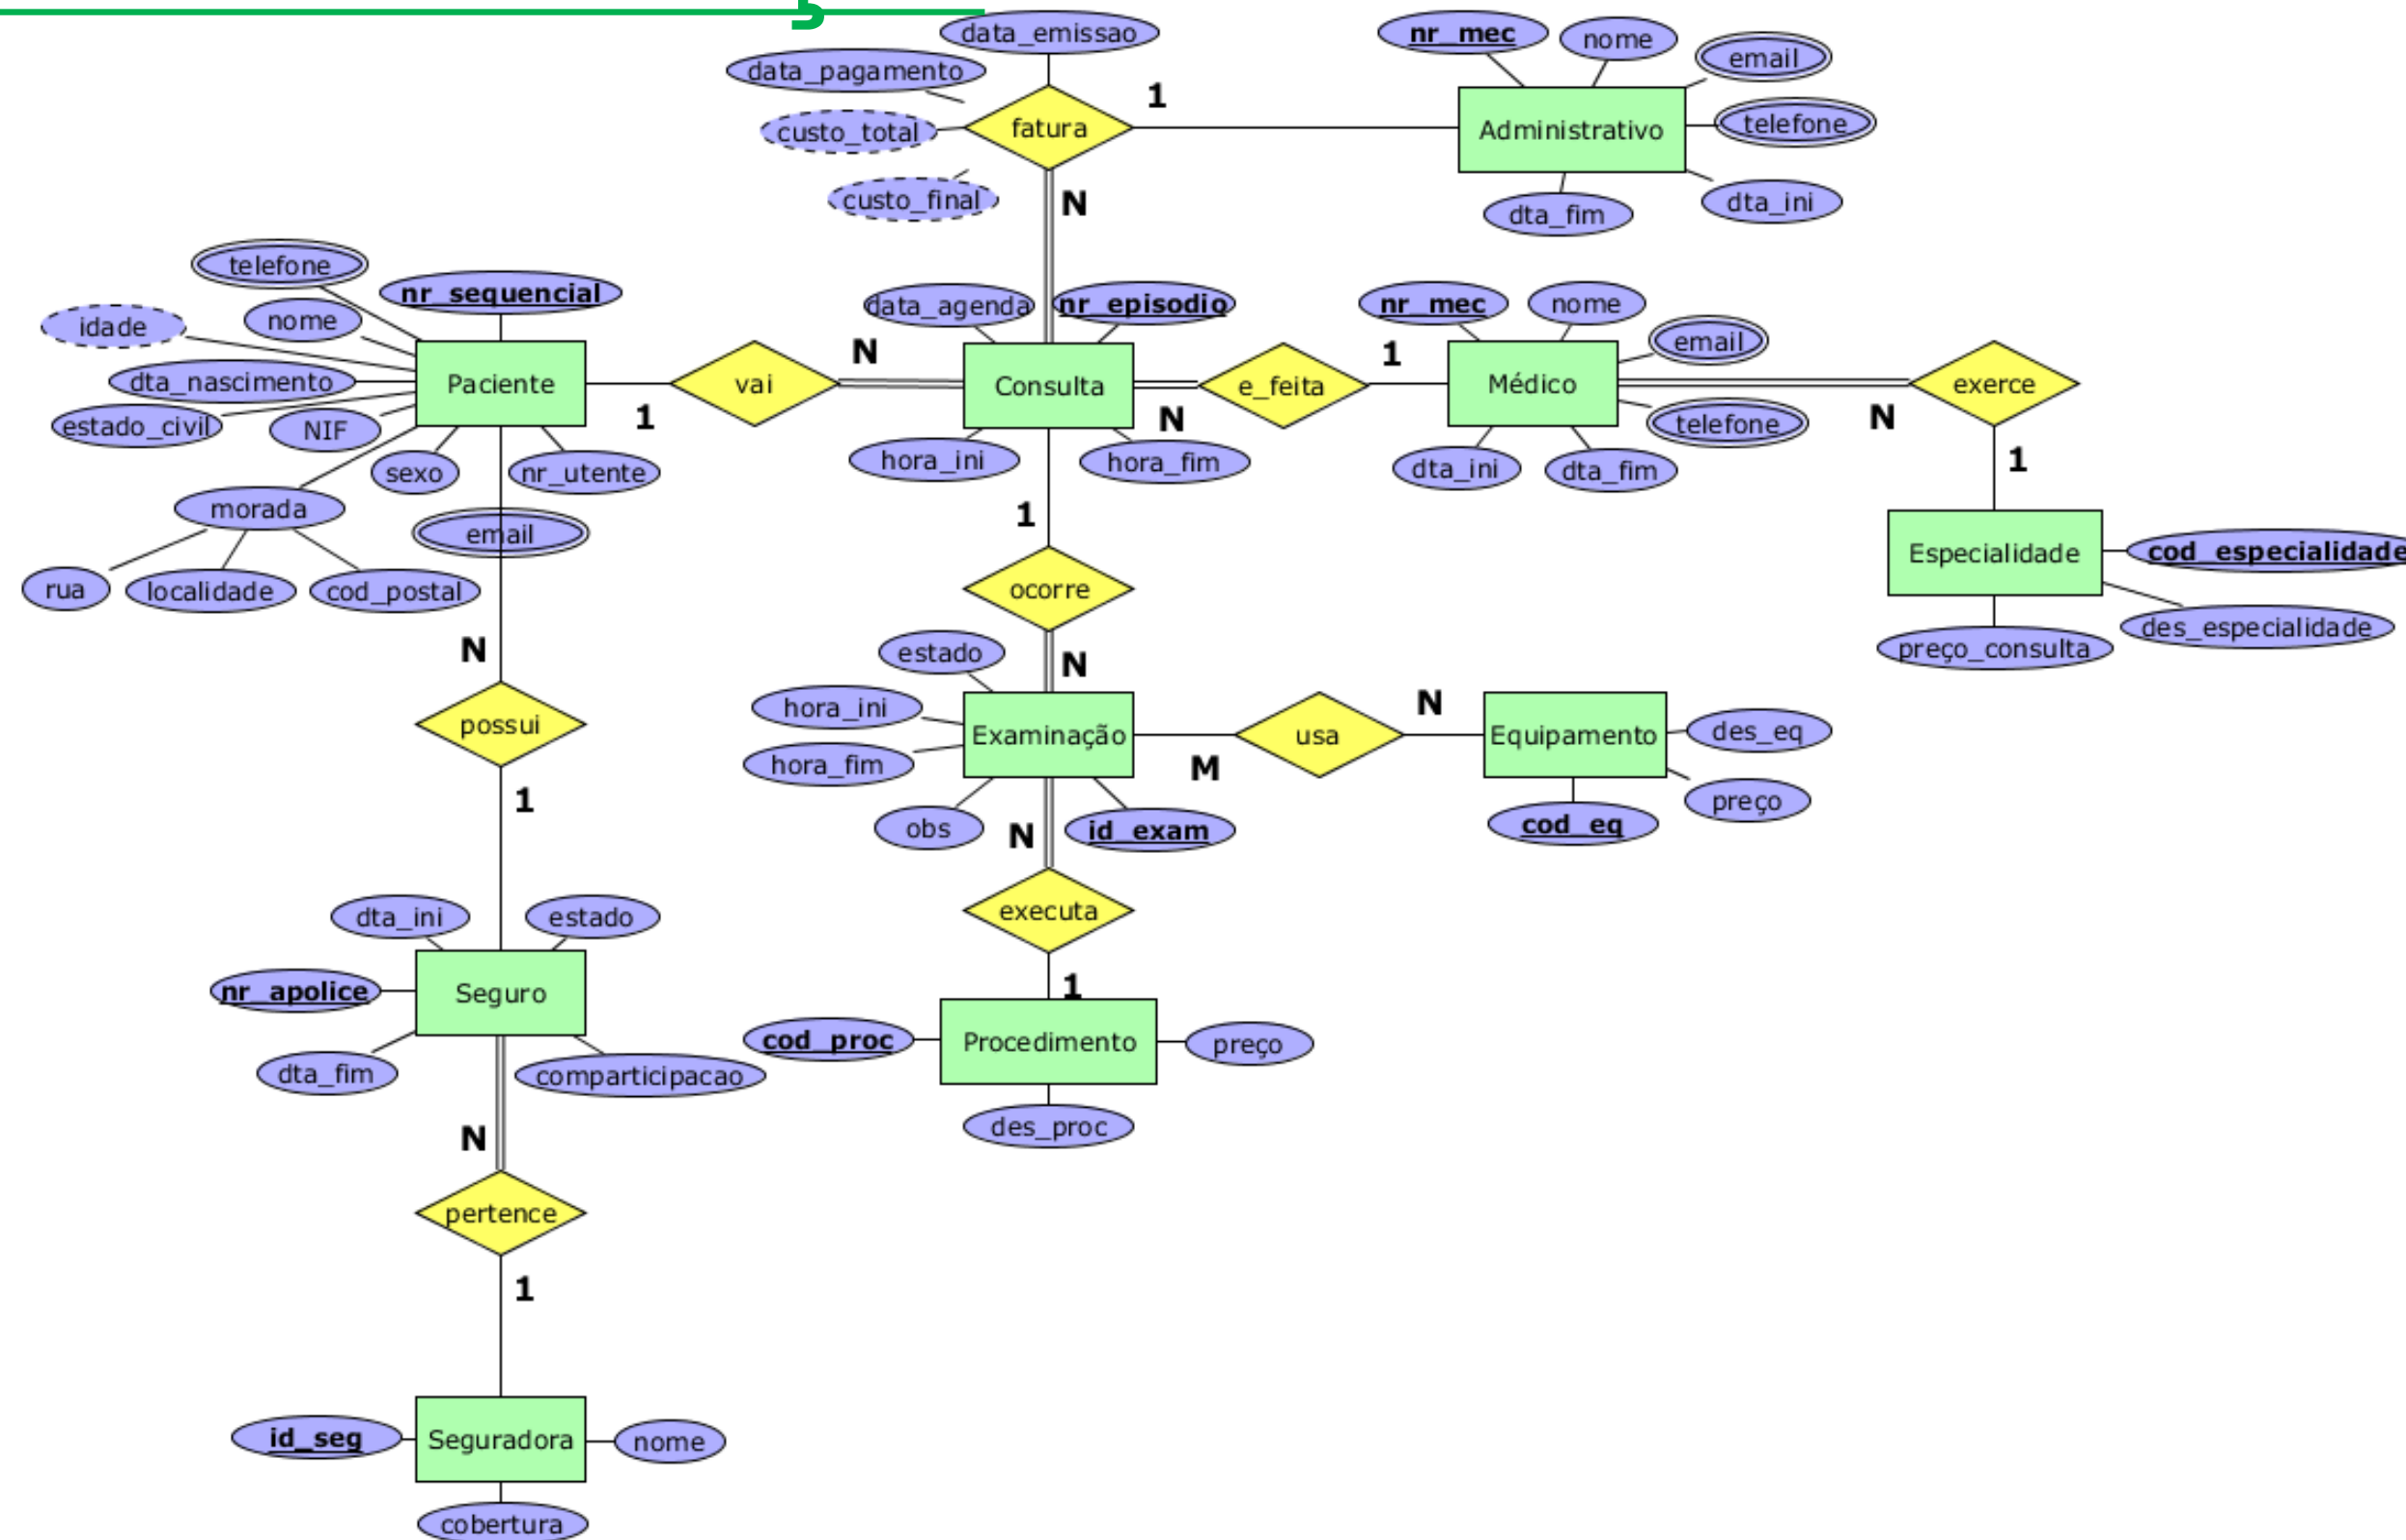 data_emissao
data_pagamento
custo_total
custo_final
fatura
1
N
nr_mec
nome
email
telefone
dta_ini
dta_fim
Administrativo
telefone
nr_sequencial
idade
nome
dta_nascimento
estado_civil
NIF
sexo
nr_utente
morada
email
rua
localidade
cod_postal
Paciente
1
vai
N
data_agenda
nr_episodio
Consulta
hora_ini
hora_fim
N
e_feita
1
nr_mec
nome
email
telefone
Médico
dta_ini
dta_fim
N
exerce
1
Especialidade
cod_especialidade
des_especialidade
preço_consulta
1
ocorre
N
estado
hora_ini
hora_fim
Examinação
obs
id_exam
M
usa
N
Equipamento
des_eq
preço
cod_eq
N
executa
1
cod_proc
Procedimento
preço
des_proc
N
possui
1
dta_ini
estado
nr_apolice
Seguro
dta_fim
comparticipacao
N
pertence
1
id_seg
Seguradora
nome
cobertura